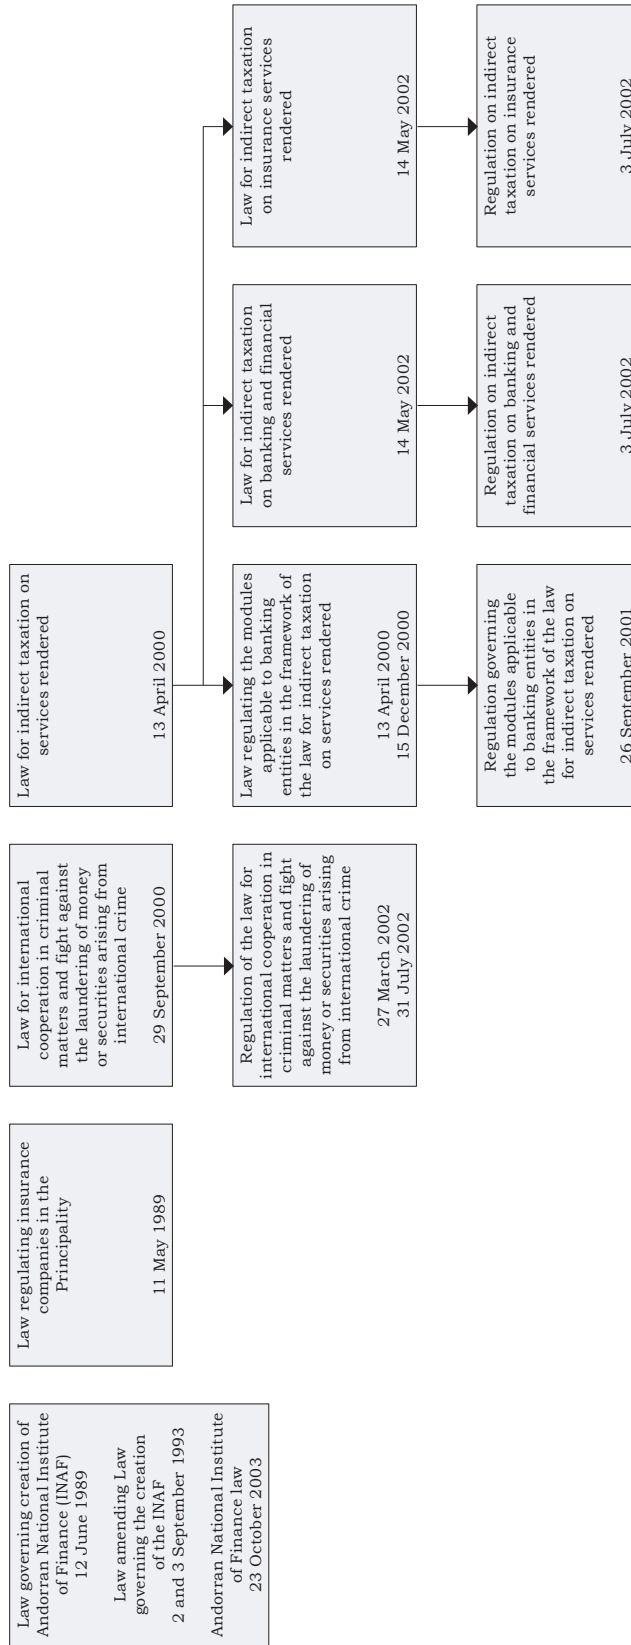 Law governing creation of
Andorran National Institute
of Finance (INAF)
12 June 1989
Law amending Law
governing the creation
of the INAF
2 and 3 September 1993
Andorran National Institute
of Finance law
23 October 2003
Law regulating insurance
companies in the
Principality
11 May 1989
Law for international
cooperation in criminal
matters and fight against
the laundering of money
or securities arising from
international crime
29 September 2000
Regulation of the law for
international cooperation in
criminal matters and fight
against the laundering of
money or securities arising
from international crime
27 March 2002
31 July 2002
Law for indirect taxation on
services rendered
13 April 2000
Law regulating the modules
applicable to banking
entities in the framework of
the law for indirect taxation
on services rendered
13 April 2000
15 December 2000
Regulation governing
the modules applicable
to banking entities in
the framework of the law
for indirect taxation on
services rendered
26 September 2001
Law for indirect taxation
on banking and financial
services rendered
14 May 2002
Regulation on indirect
taxation on banking and
financial services rendered
3 July 2002
Law for indirect taxation
on insurance services
rendered
14 May 2002
Regulation on indirect
taxation on insurance
services rendered
3 July 2002